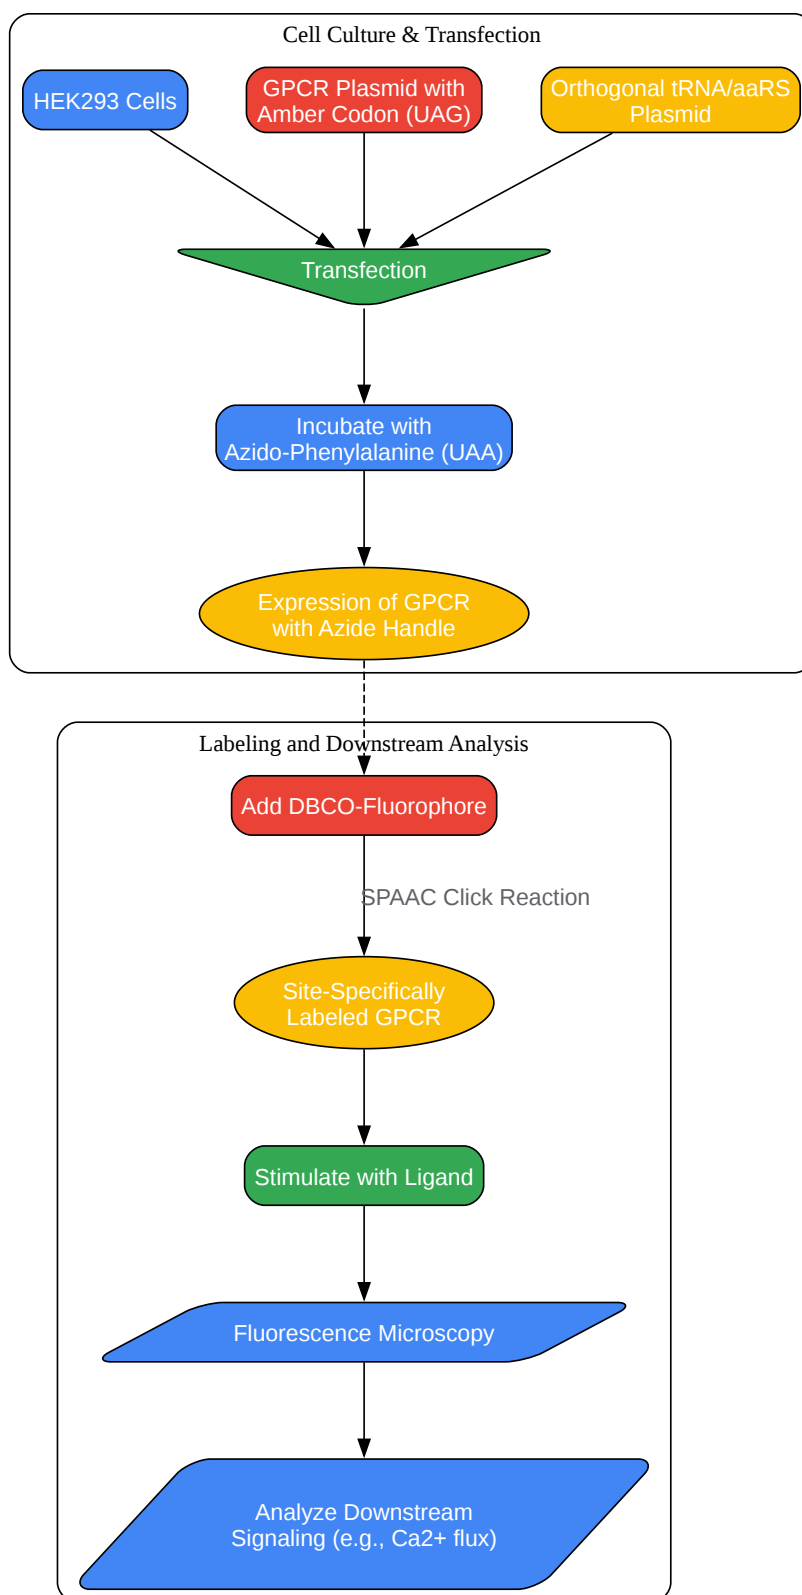 Cell Culture & Transfection
HEK293 Cells
GPCR Plasmid with
Amber Codon (UAG)
Orthogonal tRNA/aaRS
Plasmid
Transfection
Incubate with
Azido-Phenylalanine (UAA)
Expression of GPCR
with Azide Handle
Labeling and Downstream Analysis
Add DBCO-Fluorophore
SPAAC Click Reaction
Site-Specifically
Labeled GPCR
Stimulate with Ligand
Fluorescence Microscopy
Analyze Downstream
Signaling (e.g., Ca2+ flux)